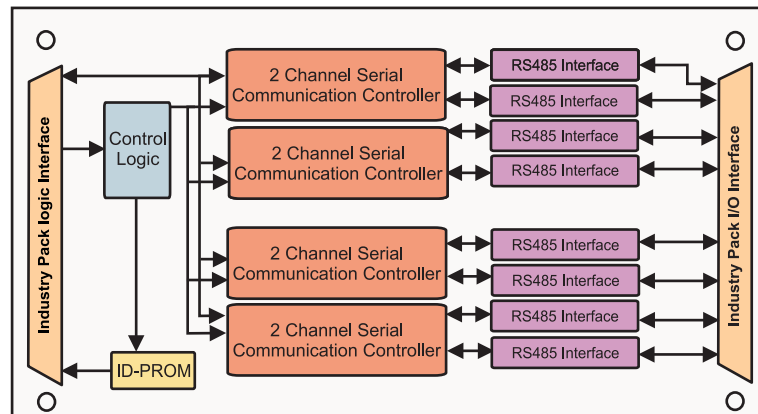 Industry Pack logic Interface
Control
Logic
ID-PROM
2 Channel Serial
Communication Controller
2 Channel Serial
Communication Controller
2 Channel Serial
Communication Controller
2 Channel Serial
Communication Controller
RS485 Interface
RS485 Interface
RS485 Interface
RS485 Interface
RS485 Interface
RS485 Interface
RS485 Interface
RS485 Interface
Industry Pack I/O Interface